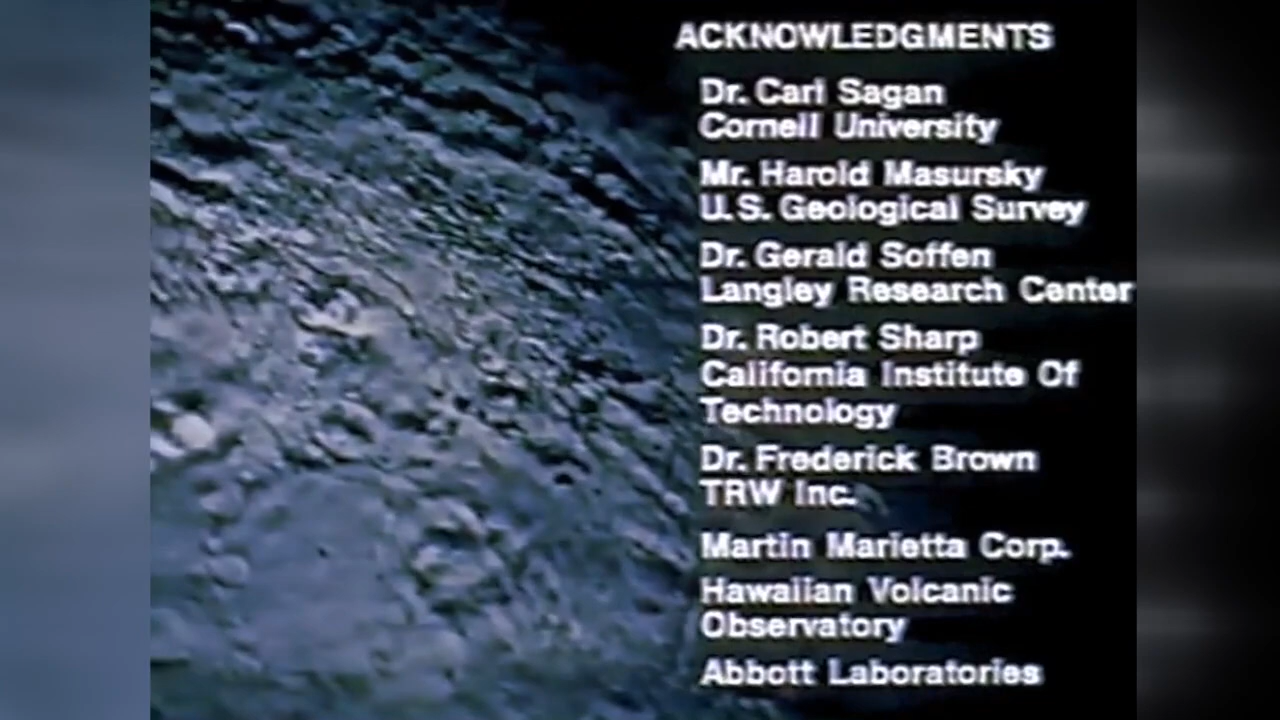 ACKNOWLEDGMENTS
Dr. Carl Sagan
Cornell University
Mr. Harold Masursky
U.S. Geological Survey
Dr. Gerald Soffen
Langley Research Center
Dr. Robert Sharp
California Institute Of
Technology
Dr. Frederick Brown
TRW Inc.
Martin Marietta Corp.
Hawaiian Volcanic
Observatory
Abbott Laboratories